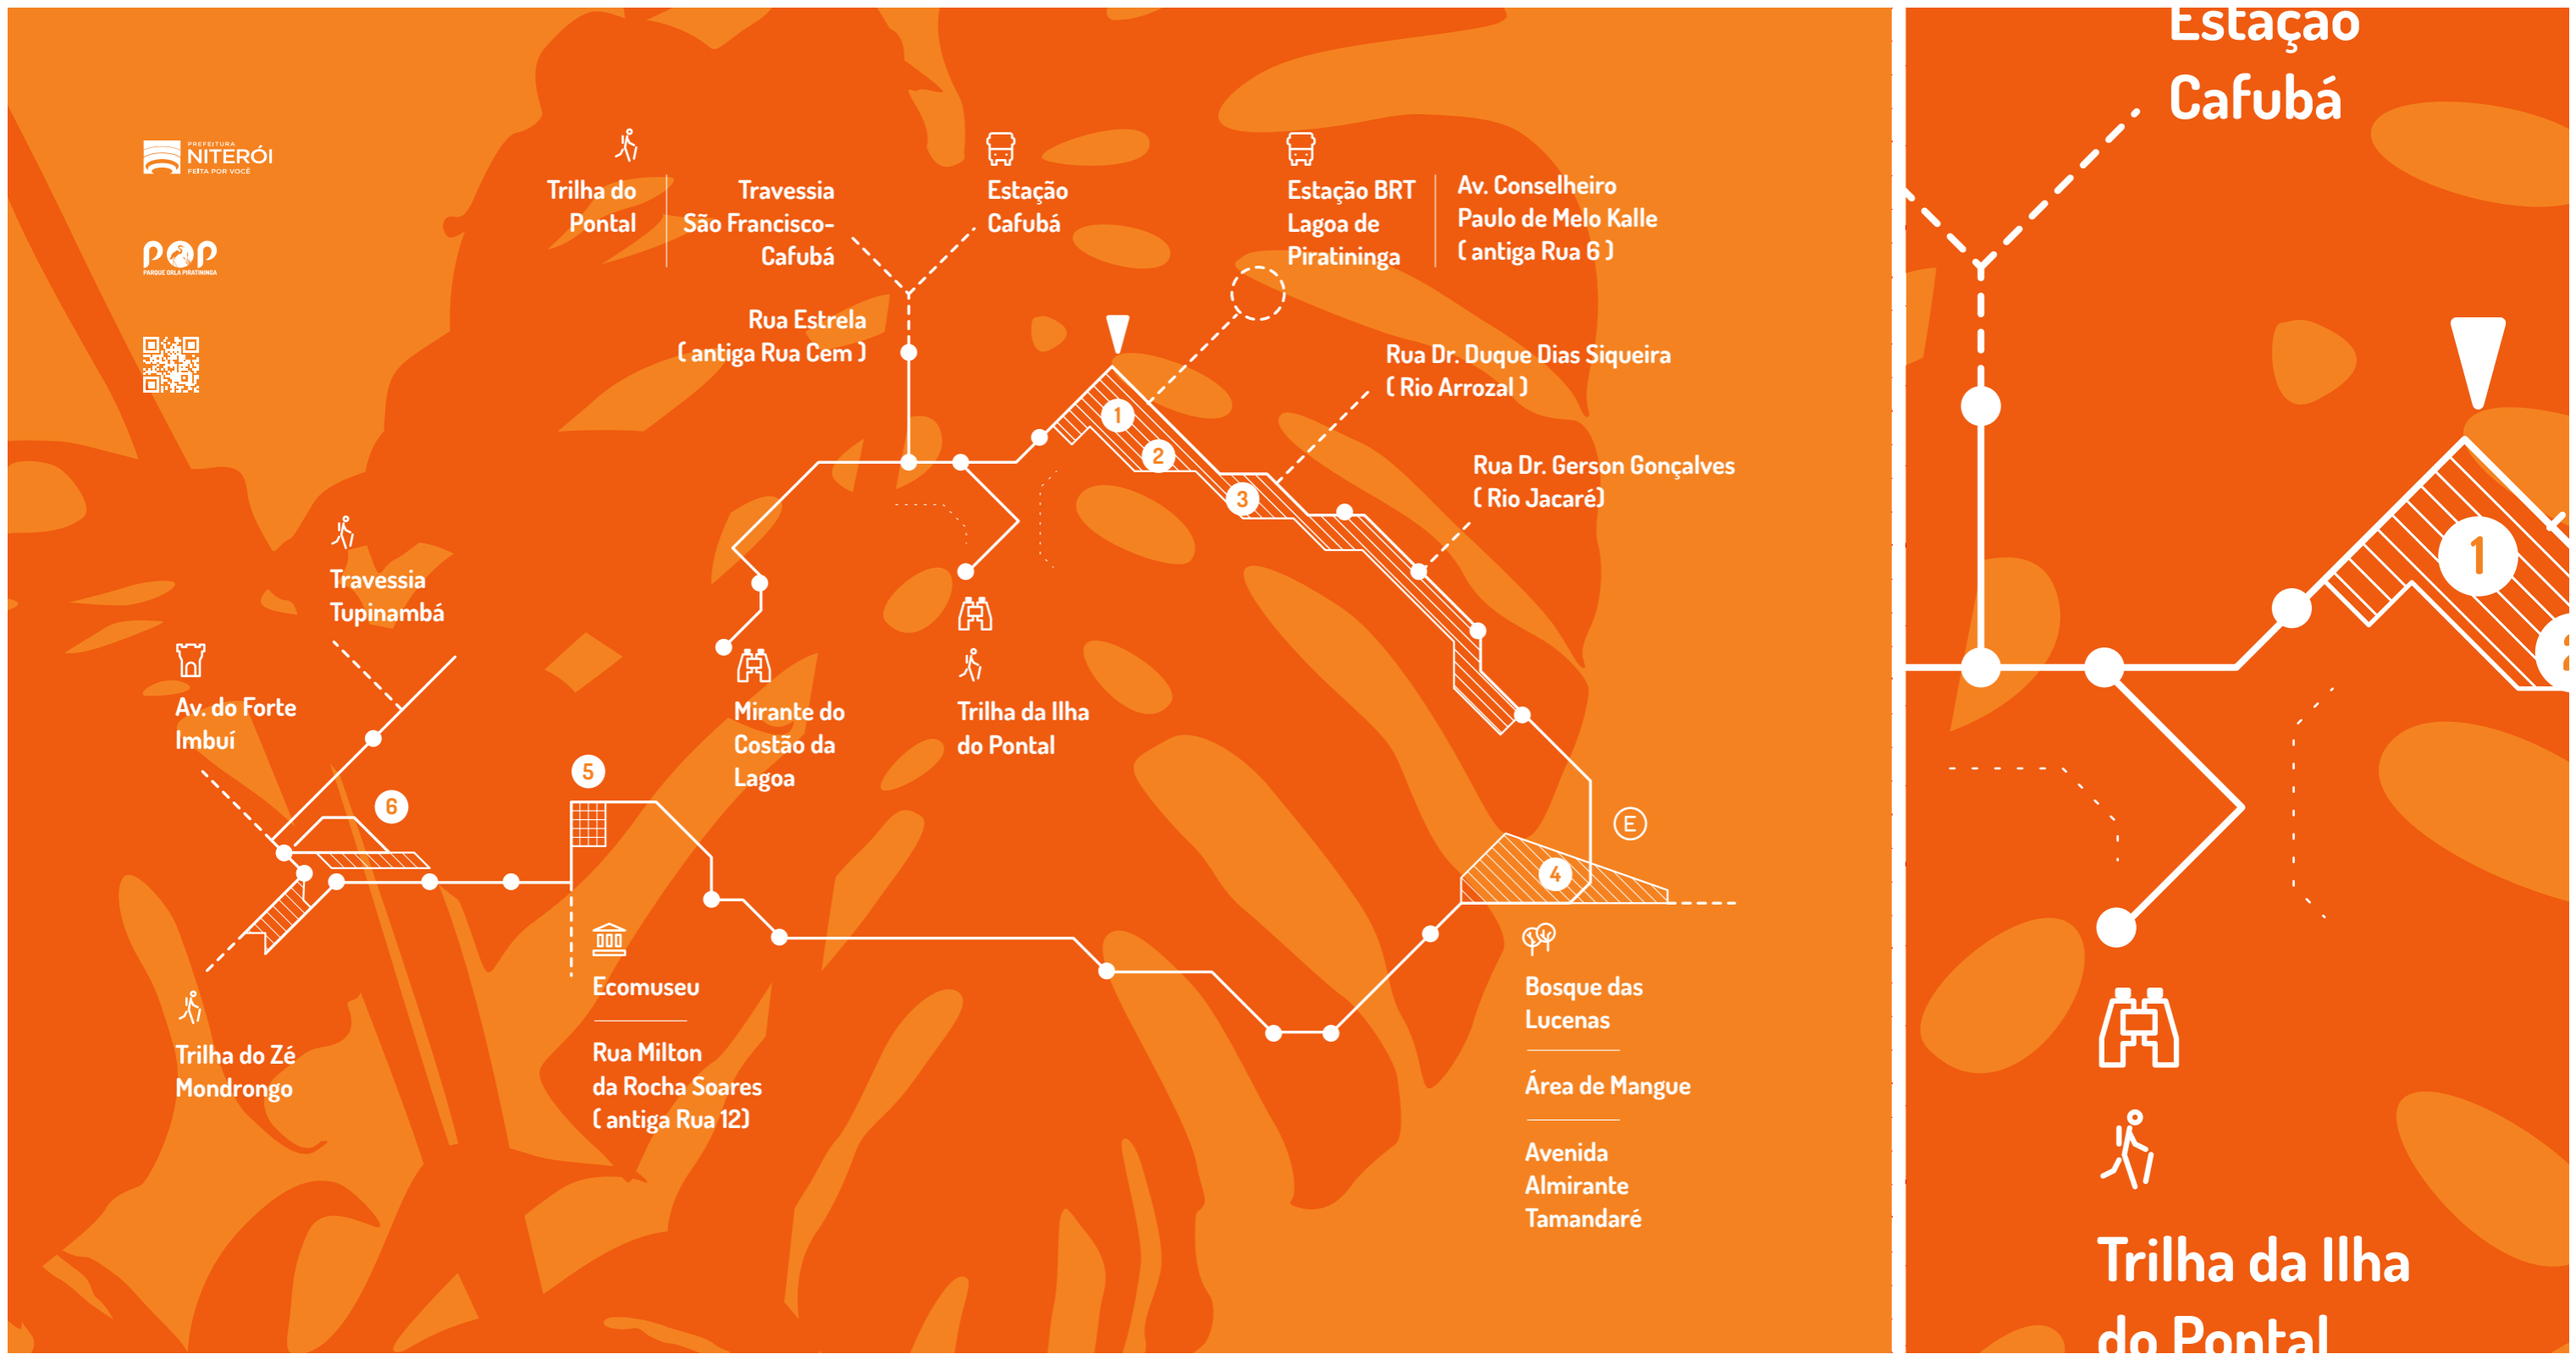 PREFEITURA
NITERÓI
FEITA POR VOCÊ
POP
PARQUE ORLA PIRATININGA
Trilha do
Pontal
Travessia
São Francisco-
Cafubá
Estação
Cafubá
Estação BRT
Lagoa de
Piratininga
Av. Conselheiro
Paulo de Melo Kalle
( antiga Rua 6 )
Rua Estrela
( antiga Rua Cem )
Rua Dr. Duque Dias Siqueira
( Rio Arrozal )
Rua Dr. Gerson Gonçalves
( Rio Jacaré)
1
2
3
Travessia
Tupinambá
Av. do Forte
Imbuí
Mirante do
Costão da
Lagoa
Trilha da Ilha
do Pontal
5
6
E
4
Trilha do Zé
Mondrongo
Ecomuseu
Rua Milton
da Rocha Soares
( antiga Rua 12)
Bosque das
Lucenas
Área de Mangue
Avenida
Almirante
Tamandaré
Estação
Cafubá
1
2
Trilha da Ilha
do Pontal